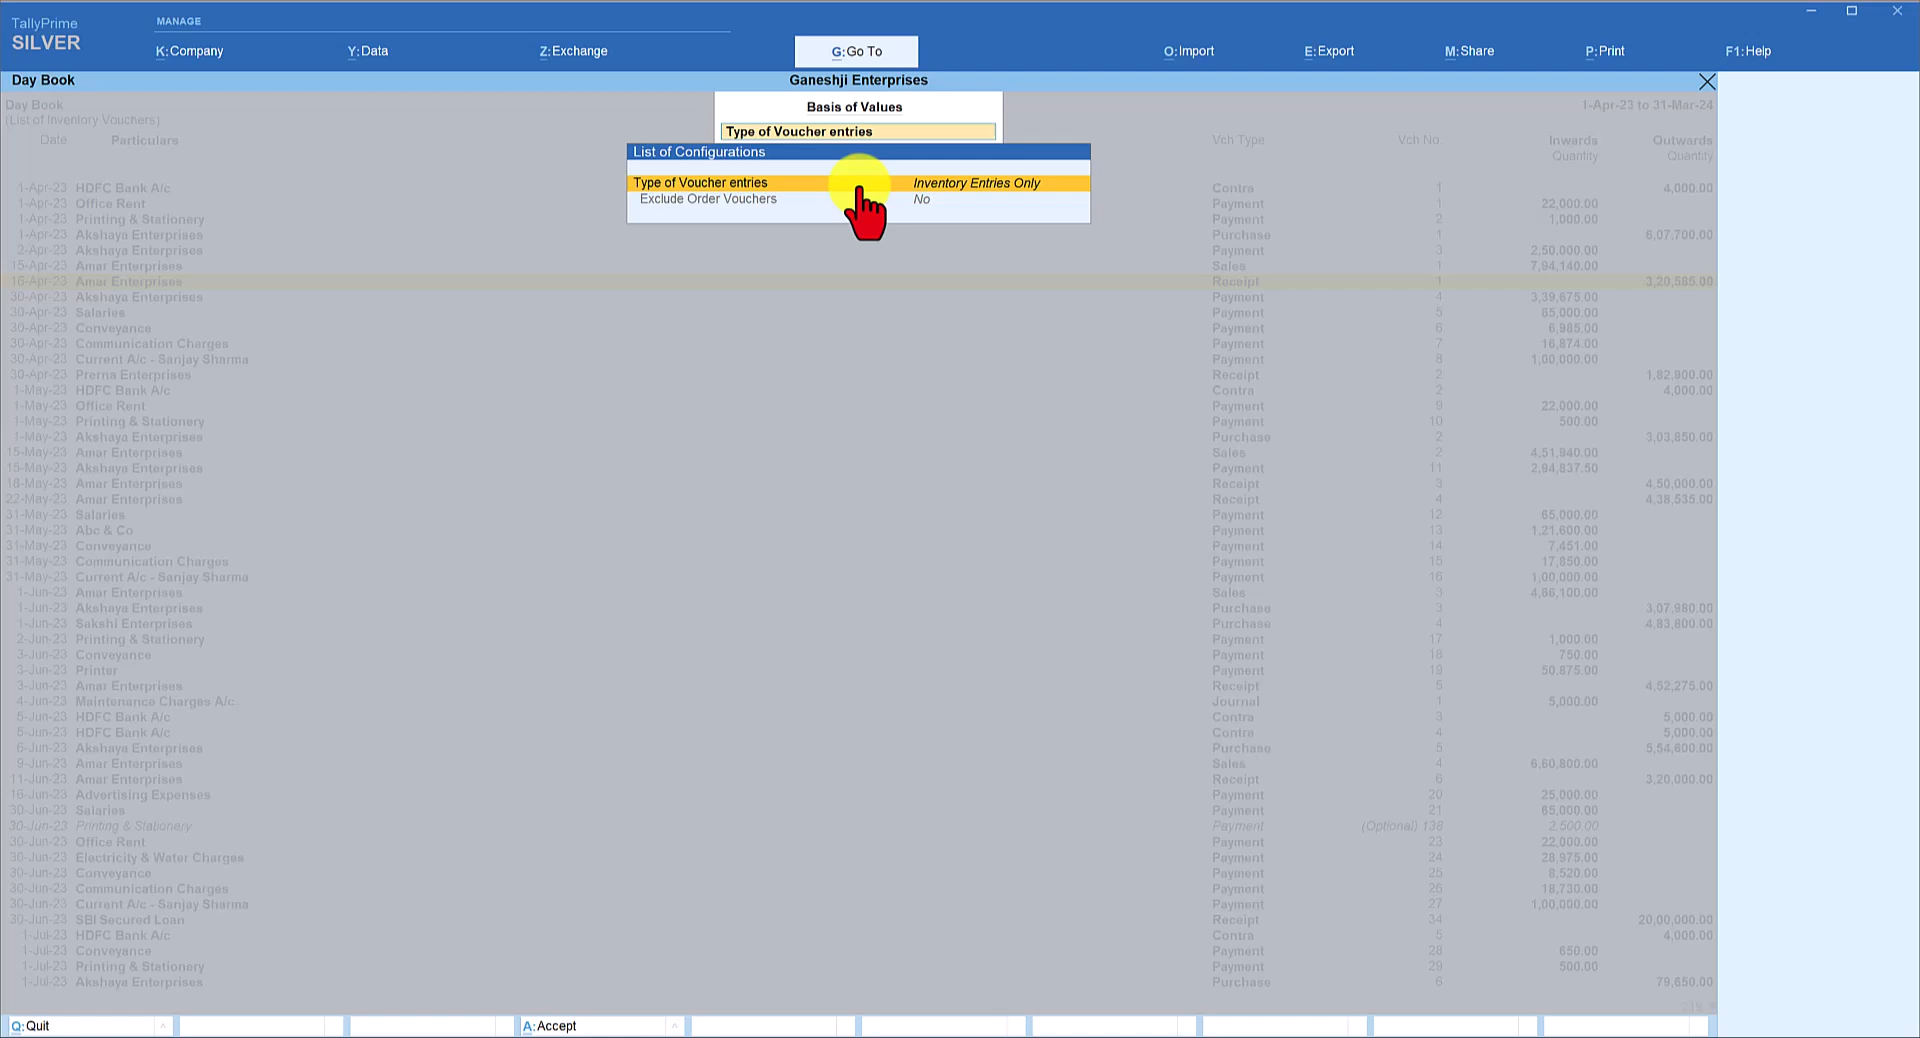 TallyPrime
SILVER
MANAGE
K:Company
Y:Data
Z:Exchange
G:Go To
O:Import
E:Export
M:Share
P:Print
F1:Help
Day Book Ganeshji Enterprises
Basis of Values
Type of Voucher entries
List of Configurations
Type of Voucher entries Inventory Entries Only
Exclude Order Vouchers No
Day Book 1-Apr-23 to 31-Mar-24
(List of Inventory Vouchers)
Date Particulars Vch Type Vch No Inwards Outwards
Quantity Quantity
1-Apr-23 HDFC Bank A/c Contra 1 4,000.00
1-Apr-23 Office Rent Payment 1 22,000.00
1-Apr-23 Printing & Stationery Payment 2 1,000.00
1-Apr-23 Akshaya Enterprises Purchase 1 6,07,700.00
2-Apr-23 Akshaya Enterprises Payment 3 2,50,000.00
15-Apr-23 Amar Enterprises Sales 1 7,94,140.00
16-Apr-23 Amar Enterprises Receipt 1 3,20,585.00
30-Apr-23 Akshaya Enterprises Payment 4 3,39,675.00
30-Apr-23 Salaries Payment 5 65,000.00
30-Apr-23 Conveyance Payment 6 6,985.00
30-Apr-23 Communication Charges Payment 7 16,874.00
30-Apr-23 Current A/c - Sanjay Sharma Payment 8 1,00,000.00
30-Apr-23 Prerna Enterprises Receipt 2 1,82,900.00
1-May-23 HDFC Bank A/c Contra 2 4,000.00
1-May-23 Office Rent Payment 9 22,000.00
1-May-23 Printing & Stationery Payment 10 500.00
1-May-23 Akshaya Enterprises Purchase 2 3,03,850.00
15-May-23 Amar Enterprises Sales 2 4,51,940.00
15-May-23 Akshaya Enterprises Payment 11 2,94,837.50
18-May-23 Amar Enterprises Receipt 3 4,50,000.00
22-May-23 Amar Enterprises Receipt 4 4,38,535.00
31-May-23 Salaries Payment 12 65,000.00
31-May-23 Abc & Co Payment 13 1,21,600.00
31-May-23 Conveyance Payment 14 7,451.00
31-May-23 Communication Charges Payment 15 17,850.00
31-May-23 Current A/c - Sanjay Sharma Payment 16 1,00,000.00
1-Jun-23 Amar Enterprises Sales 3 4,86,100.00
1-Jun-23 Akshaya Enterprises Purchase 3 3,07,980.00
1-Jun-23 Sakshi Enterprises Purchase 4 4,83,800.00
2-Jun-23 Printing & Stationery Payment 17 1,000.00
3-Jun-23 Conveyance Payment 18 750.00
3-Jun-23 Printer Payment 19 50,875.00
3-Jun-23 Amar Enterprises Receipt 5 4,52,275.00
4-Jun-23 Maintenance Charges A/c Journal 1 5,000.00
5-Jun-23 HDFC Bank A/c Contra 3 5,000.00
5-Jun-23 HDFC Bank A/c Contra 4 5,000.00
6-Jun-23 Akshaya Enterprises Purchase 5 5,54,600.00
9-Jun-23 Amar Enterprises Sales 4 6,60,800.00
11-Jun-23 Amar Enterprises Receipt 6 3,20,000.00
16-Jun-23 Advertising Expenses Payment 20 25,000.00
30-Jun-23 Salaries Payment 21 65,000.00
30-Jun-23 Printing & Stationery Payment (Optional) 138 2,500.00
30-Jun-23 Office Rent Payment 23 22,000.00
30-Jun-23 Electricity & Water Charges Payment 24 28,975.00
30-Jun-23 Conveyance Payment 25 8,520.00
30-Jun-23 Communication Charges Payment 26 18,730.00
30-Jun-23 Current A/c - Sanjay Sharma Payment 27 1,00,000.00
30-Jun-23 SBI Secured Loan Receipt 34 20,00,000.00
1-Jul-23 HDFC Bank A/c Contra 5 4,000.00
1-Jul-23 Conveyance Payment 28 650.00
1-Jul-23 Printing & Stationery Payment 29 500.00
1-Jul-23 Akshaya Enterprises Purchase 6 79,650.00
Q:Quit
A:Accept